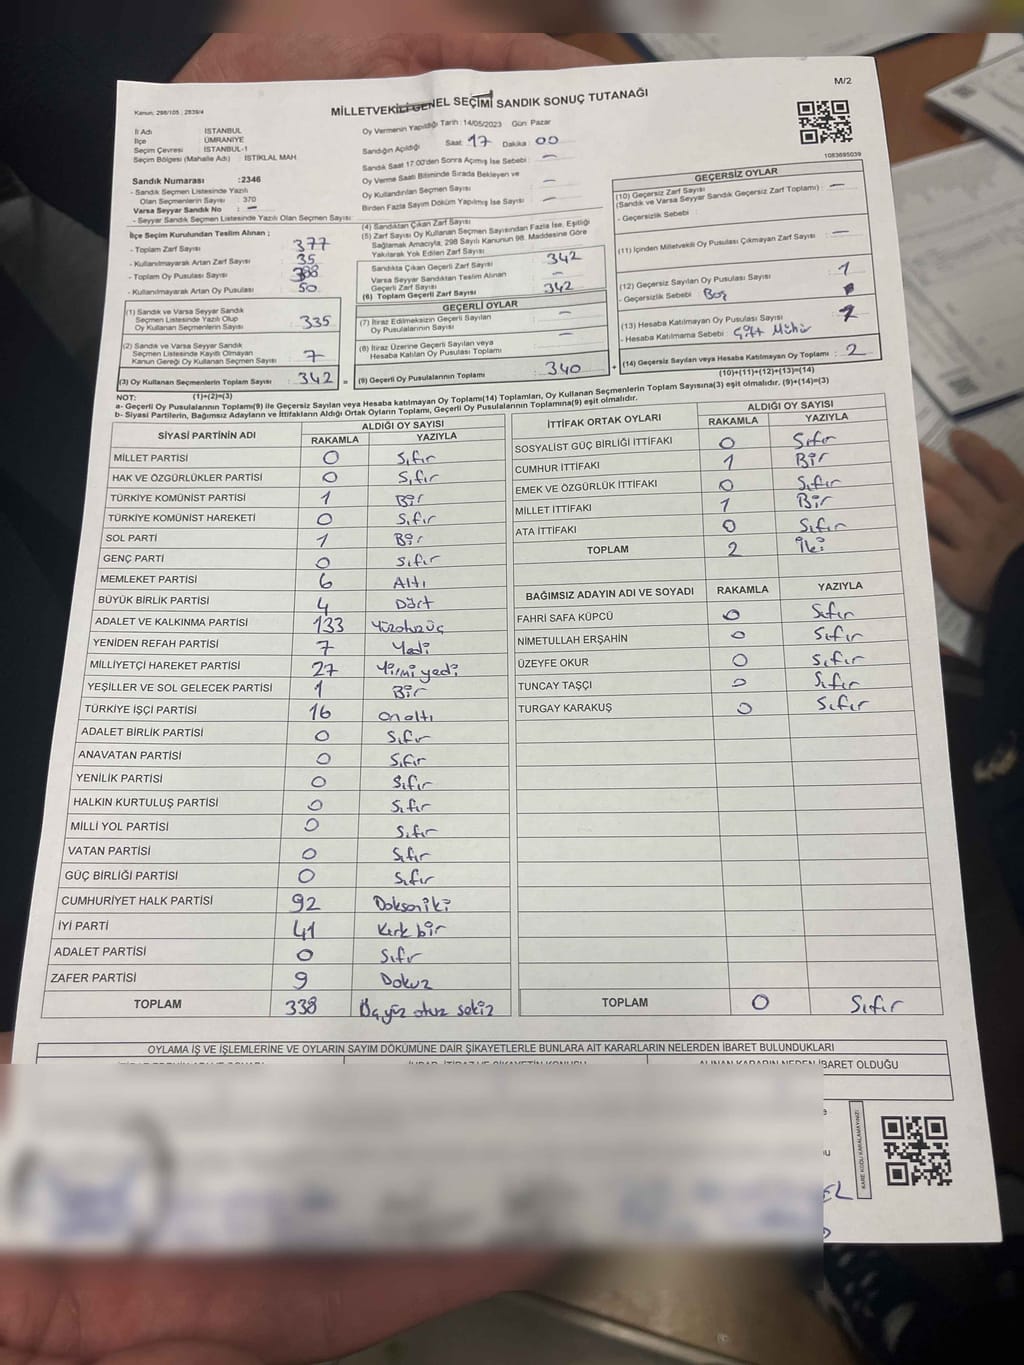 M/2
Kanun: 298/105 ; 2839/4
MİLLETVEKİLİ GENEL SEÇİMİ SANDIK SONUÇ TUTANAĞI
İl Adı İSTANBUL
İlçe ÜMRANİYE
Seçim Çevresi : İSTANBUL-1
Seçim Bölgesi (Mahalle Adı) : İSTİKLAL MAH
Oy Vermenin Yapıldığı Tarih : 14/05/2023 Gün: Pazar
Sandığın Açıldığı Saat: 17 Dakika: 00
Sandık Saat 17:00'den Sonra Açılmış İse Sebebi : —
Oy Verme Saati Bitiminde Sırada Bekleyen ve
Oy Kullandırılan Seçmen Sayısı —
Birden Fazla Sayım Döküm Yapılmış İse Sayısı : —
1083695039
Sandık Numarası :2346
- Sandık Seçmen Listesinde Yazılı
Olan Seçmenlerin Sayısı : 370
Varsa Seyyar Sandık No : —
- Seyyar Sandık Seçmen Listesinde Yazılı Olan Seçmen Sayısı
İlçe Seçim Kurulundan Teslim Alınan ;
- Toplam Zarf Sayısı 377
- Kullanılmayarak Artan Zarf Sayısı 35
- Toplam Oy Pusulası Sayısı
- Kullanılmayarak Artan Oy Pusulası 50
(1) Sandık ve Varsa Seyyar Sandık
Seçmen Listesinde Yazılı Olup
Oy Kullanan Seçmenlerin Sayısı : 335
(2) Sandık ve Varsa Seyyar Sandık
Seçmen Listesinde Kayıtlı Olmayan
Kanun Gereği Oy Kullanan Seçmen Sayısı : 7
(3) Oy Kullanan Seçmenlerin Toplam Sayısı : 342 =
(1)+(2)=(3)
(4) Sandıktan Çıkan Zarf Sayısı
(5) Zarf Sayısı Oy Kullanan Seçmen Sayısından Fazla İse, Eşitliği
Sağlamak Amacıyla, 298 Sayılı Kanunun 98. Maddesine Göre
Yakılarak Yok Edilen Zarf Sayısı :
Sandıkta Çıkan Geçerli Zarf Sayısı 342
Varsa Seyyar Sandıktan Teslim Alınan
Geçerli Zarf Sayısı —
(6) Toplam Geçerli Zarf Sayısı 342
GEÇERLİ OYLAR
(7) İtiraz Edilmeksizin Geçerli Sayılan
Oy Pusulalarının Sayısı : —
(8) İtiraz Üzerine Geçerli Sayılan veya
Hesaba Katılan Oy Pusulası Toplamı : —
(9) Geçerli Oy Pusulalarının Toplamı : 340 +
GEÇERSİZ OYLAR
(10) Geçersiz Zarf Sayısı
(Sandık ve Varsa Seyyar Sandık Geçersiz Zarf Toplamı) : —
- Geçersizlik Sebebi :
(11) İçinden Milletvekili Oy Pusulası Çıkmayan Zarf Sayısı : —
(12) Geçersiz Sayılan Oy Pusulası Sayısı : 1
- Geçersizlik Sebebi : Boş
(13) Hesaba Katılmayan Oy Pusulası Sayısı :
- Hesaba Katılmama Sebebi : Çift Mühür
(14) Geçersiz Sayılan veya Hesaba Katılmayan Oy Toplamı : 2
(10)+(11)+(12)+(13)=(14)
NOT:
a- Geçerli Oy Pusulalarının Toplamı(9) ile Geçersiz Sayılan veya Hesaba katılmayan Oy Toplamı(14) Toplamları, Oy Kullanan Seçmenlerin Toplam Sayısına(3) eşit olmalıdır. (9)+(14)=(3)
b- Siyasi Partilerin, Bağımsız Adayların ve İttifakların Aldığı Ortak Oyların Toplamı, Geçerli Oy Pusulalarının Toplamına(9) eşit olmalıdır.
SİYASİ PARTİNİN ADI ALDIĞI OY SAYISI
RAKAMLA YAZIYLA
MİLLET PARTİSİ 0 Sıfır
HAK VE ÖZGÜRLÜKLER PARTİSİ 0 Sıfır
TÜRKİYE KOMÜNİST PARTİSİ 1 Bir
TÜRKİYE KOMÜNİST HAREKETİ 0 Sıfır
SOL PARTİ 1 Bir
GENÇ PARTİ 0 Sıfır
MEMLEKET PARTİSİ 6 Altı
BÜYÜK BİRLİK PARTİSİ 4 Dört
ADALET VE KALKINMA PARTİSİ 133 Yüzotuzüç
YENİDEN REFAH PARTİSİ 7 Yedi
MİLLİYETÇİ HAREKET PARTİSİ 27 Yirmi yedi
YEŞİLLER VE SOL GELECEK PARTİSİ 1 Bir
TÜRKİYE İŞÇİ PARTİSİ 16 Onaltı
ADALET BİRLİK PARTİSİ 0 Sıfır
ANAVATAN PARTİSİ 0 Sıfır
YENİLİK PARTİSİ 0 Sıfır
HALKIN KURTULUŞ PARTİSİ 0 Sıfır
MİLLİ YOL PARTİSİ 0 Sıfır
VATAN PARTİSİ 0 Sıfır
GÜÇ BİRLİĞİ PARTİSİ 0 Sıfır
CUMHURİYET HALK PARTİSİ 92 Doksaniki
İYİ PARTİ 41 Kırk bir
ADALET PARTİSİ 0 Sıfır
ZAFER PARTİSİ 9 Dokuz
TOPLAM 338 Üçyüz otuz sekiz
İTTİFAK ORTAK OYLARI ALDIĞI OY SAYISI
RAKAMLA YAZIYLA
SOSYALİST GÜÇ BİRLİĞİ İTTİFAKI 0 Sıfır
CUMHUR İTTİFAKI 1 Bir
EMEK VE ÖZGÜRLÜK İTTİFAKI 0 Sıfır
MİLLET İTTİFAKI 1 Bir
ATA İTTİFAKI 0 Sıfır
TOPLAM 2 İki
BAĞIMSIZ ADAYIN ADI VE SOYADI RAKAMLA YAZIYLA
FAHRİ SAFA KÜPCÜ 0 Sıfır
NİMETULLAH ERŞAHİN 0 Sıfır
ÜZEYFE OKUR 0 Sıfır
TUNCAY TAŞÇI 0 Sıfır
TURGAY KARAKUŞ 0 Sıfır
TOPLAM 0 Sıfır
OYLAMA İŞ VE İŞLEMLERİNE VE OYLARIN SAYIM DÖKÜMÜNE DAİR ŞİKAYETLERLE BUNLARA AİT KARARLARIN NELERDEN İBARET BULUNDUKLARI
ALINAN KARARIN NEDEN İBARET OLDUĞU
KARE KODU KARALAMAYINIZ!